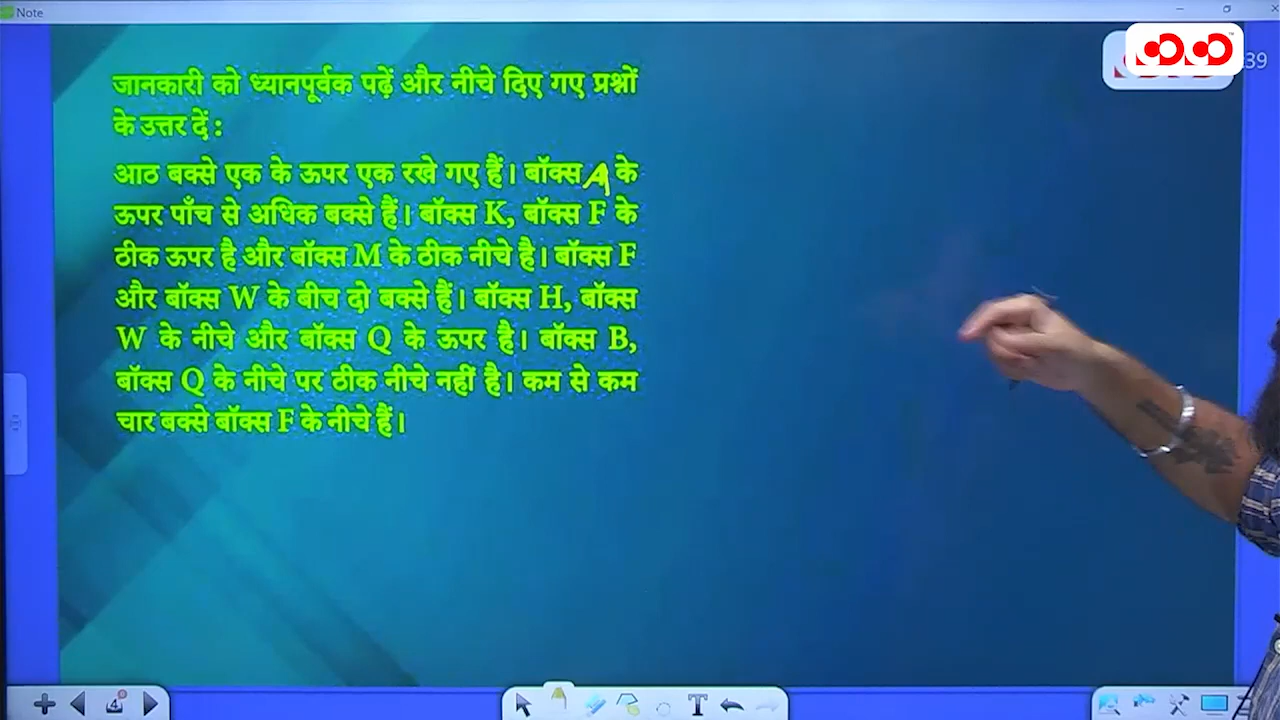 Note
39
जानकारी को ध्यानपूर्वक पढ़ें और नीचे दिए गए प्रश्नों
के उत्तर दें :
आठ बक्से एक के ऊपर एक रखे गए हैं। बॉक्स A के
ऊपर पाँच से अधिक बक्से हैं। बॉक्स K, बॉक्स F के
ठीक ऊपर है और बॉक्स M के ठीक नीचे है। बॉक्स F
और बॉक्स W के बीच दो बक्से हैं। बॉक्स H, बॉक्स
W के नीचे और बॉक्स Q के ऊपर है। बॉक्स B,
बॉक्स Q के नीचे पर ठीक नीचे नहीं है। कम से कम
चार बक्से बॉक्स F के नीचे हैं।
4
T